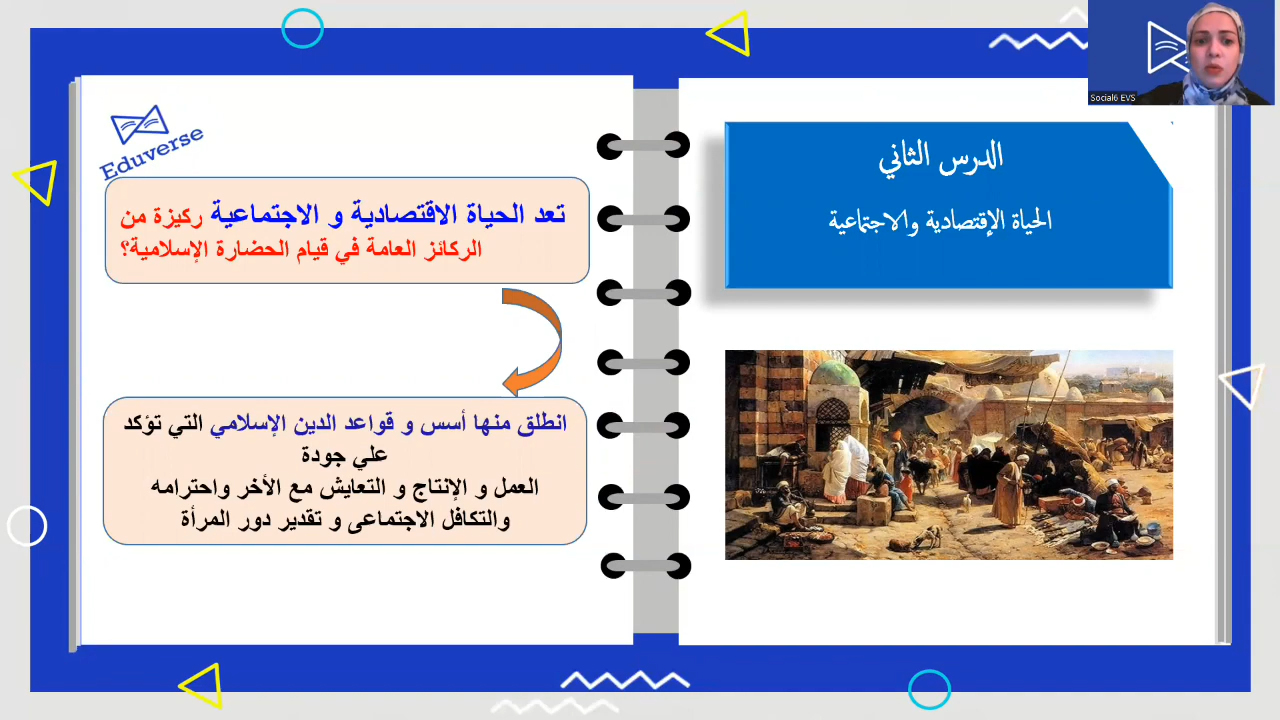 Social6 EVS
الدرس الثاني
الحياة الإقتصادية والاجتماعية
Eduverse
تعد الحياة الاقتصادية و الاجتماعية ركيزة من
الركائز العامة في قيام الحضارة الإسلامية؟
انطلق منها أسس و قواعد الدين الإسلامي التي تؤكد
علي جودة
العمل و الإنتاج و التعايش مع الأخر واحترامه
والتكافل الاجتماعى و تقدير دور المرأة